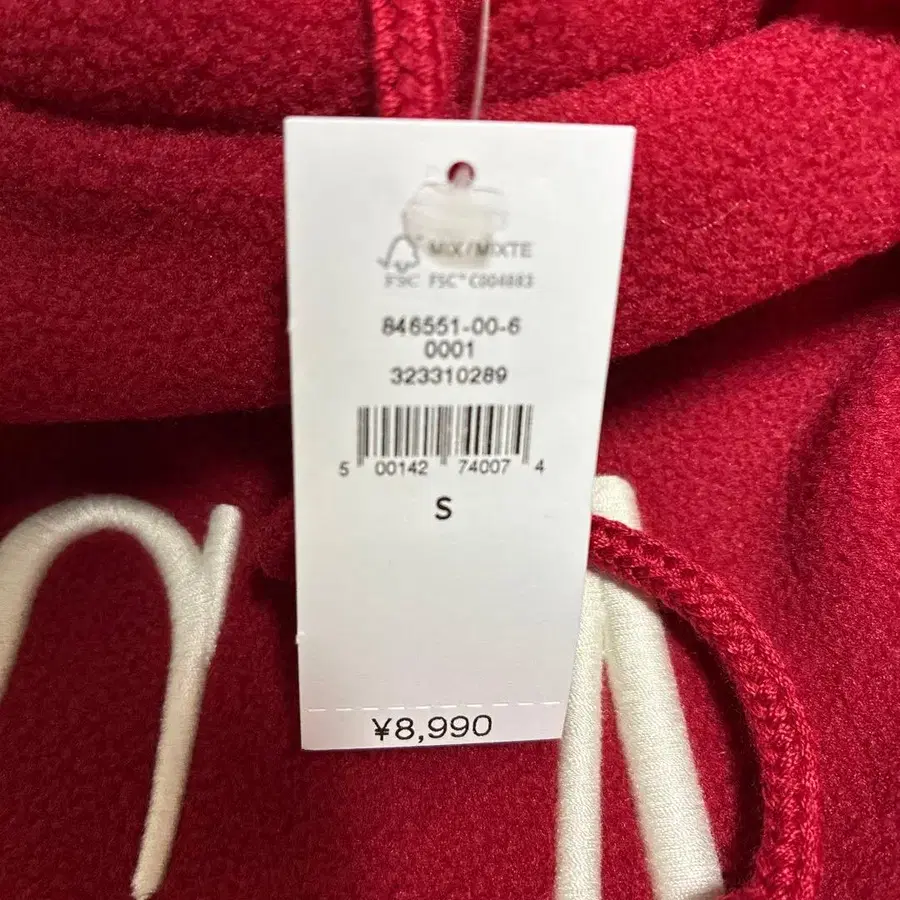 MIX/MIXTE
FSC FSC™ C004883
846551-00-6
0001
323310289
5 00142 74007 4
S
¥8,990